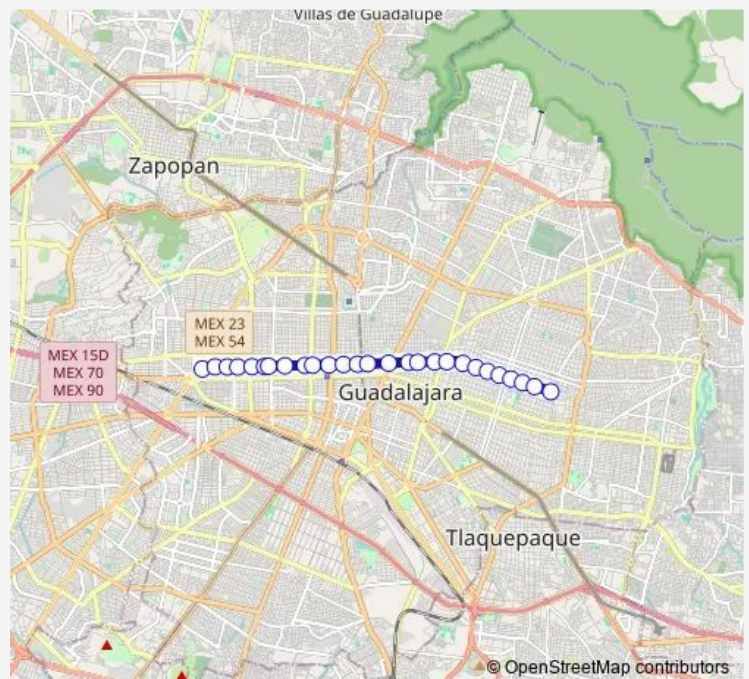 Villas de Guadalupe
Zapopan
MEX 23
MEX 54
MEX 15D
MEX 70
MEX 90
Guadalajara
Tlaquepaque
© OpenStreetMap contributors